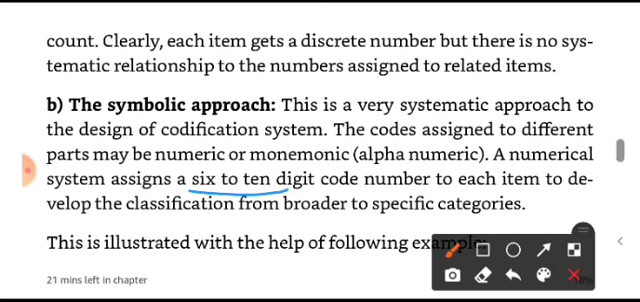 count. Clearly, each item gets a discrete number but there is no sys-
tematic relationship to the numbers assigned to related items.
b) The symbolic approach: This is a very systematic approach to
the design of codification system. The codes assigned to different
parts may be numeric or monemonic (alpha numeric). A numerical
system assigns a six to ten digit code number to each item to de-
velop the classification from broader to specific categories.
This is illustrated with the help of following example:
21 mins left in chapter